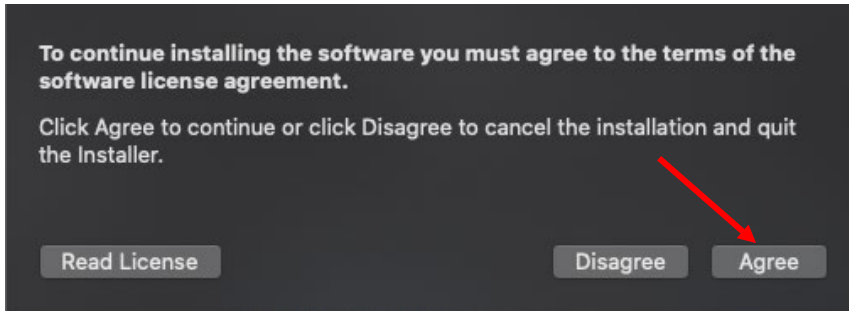 To continue installing the software you must agree to the terms of the
software license agreement.
Click Agree to continue or click Disagree to cancel the installation and quit
the Installer.
Read License Disagree Agree